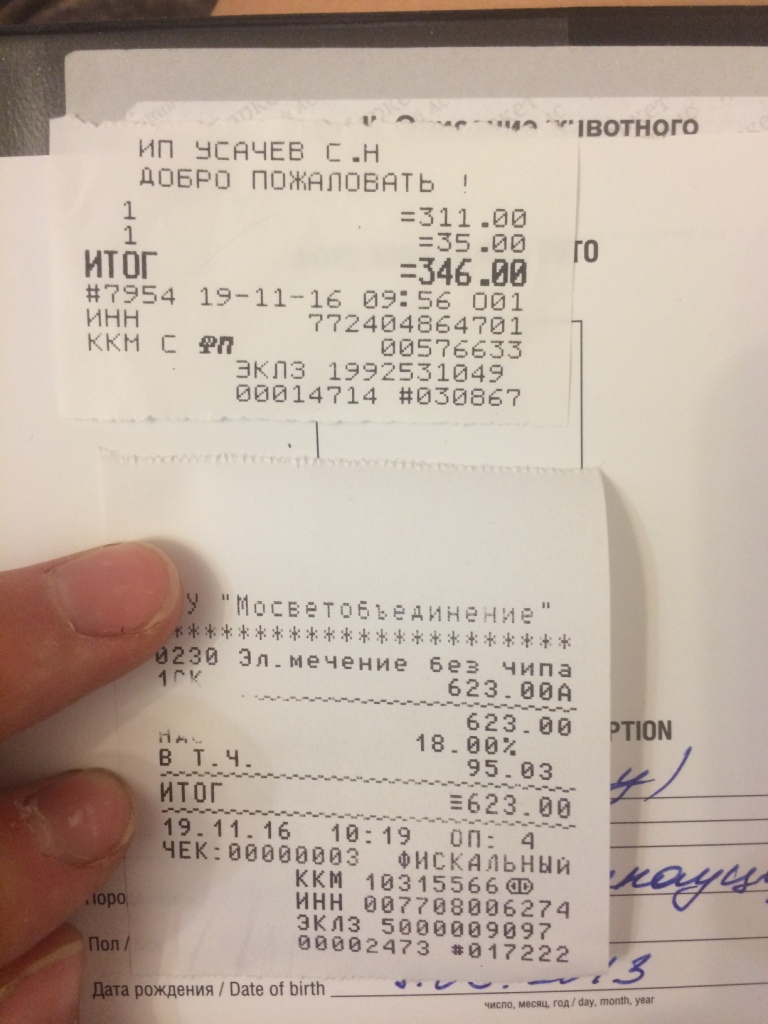 животного
ИП УСАЧЕВ С.Н
ДОБРО ПОЖАЛОВАТЬ !
1 =311.00
1 =35.00
ИТОГ =346.00
#7954 19-11-16 09:56 001
ИНН 772404864701
ККМ С ФП 00576633
ЭКЛЗ 1992531049
00014714 #030867
ТО
У "Мосветобъединение"
************************
0230 Эл.мечение без чипа
623.00А
623.00
PTION
18.00%
В Т.Ч. 95.03
ИТОГ ≡623.00
19.11.16 10:19 ОП: 4
ЧЕК:00000003 ФИСКАЛЬНЫЙ
ККМ 10315566
ИНН 007708006274
ЭКЛЗ 5000009097
00002473 #017222
Поро
Пол /
Дата рождения / Date of birth
число, месяц, год / day, month, year